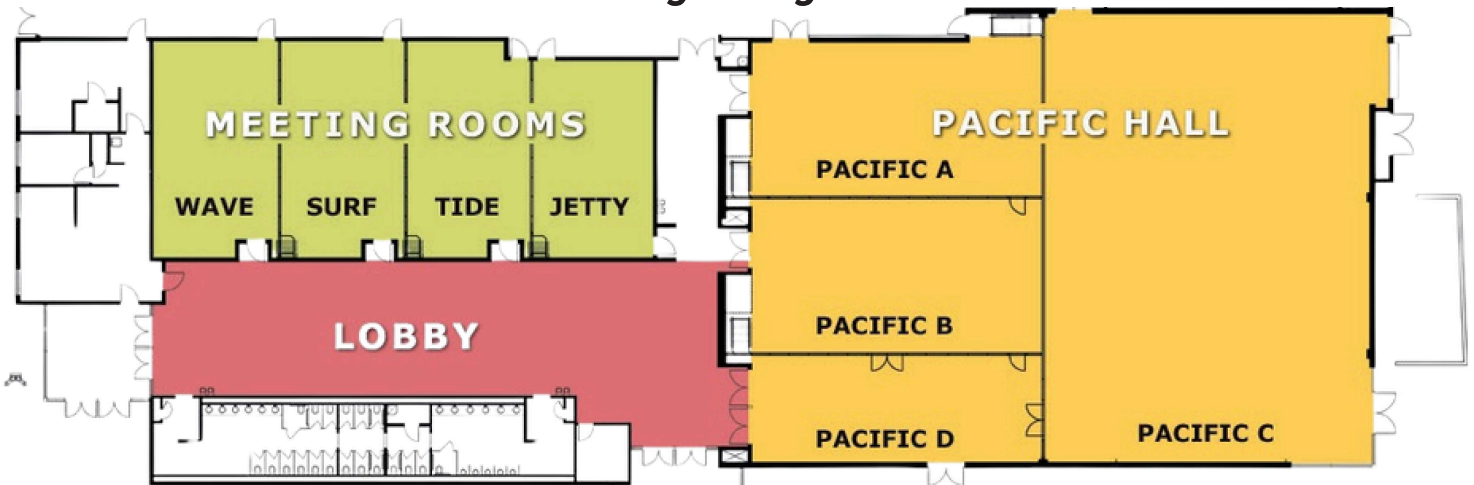 MEETING ROOMS
WAVE SURF TIDE JETTY
LOBBY
PACIFIC HALL
PACIFIC A
PACIFIC B
PACIFIC D
PACIFIC C